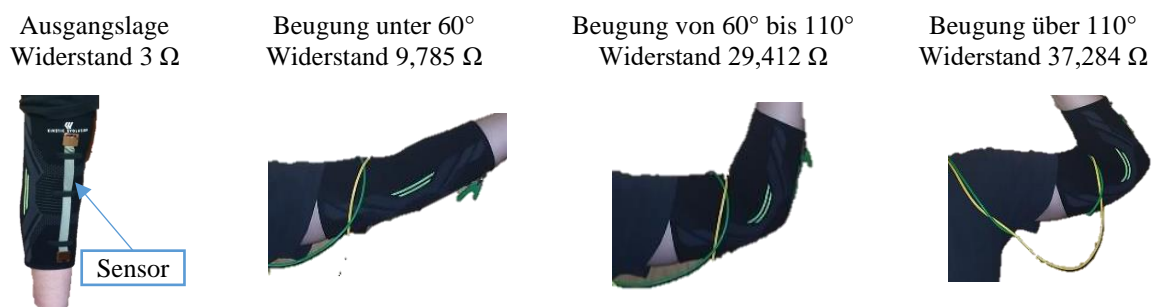 Ausgangslage
Widerstand 3 Ω
Beugung unter 60°
Widerstand 9,785 Ω
Beugung von 60° bis 110°
Widerstand 29,412 Ω
Beugung über 110°
Widerstand 37,284 Ω
Sensor